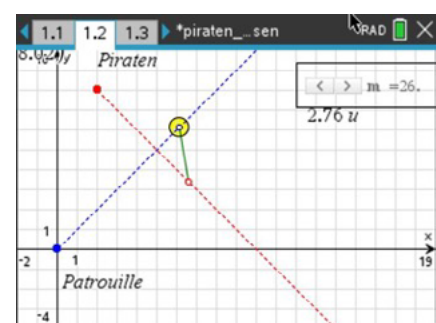 1.1 1.2 1.3 *piraten_...sen RAD
y Piraten
m =26.
2.76 u
1
x
-2 1 19
Patrouille
-4